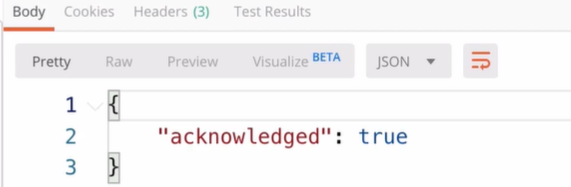 Body Cookies Headers (3) Test Results
Pretty Raw Preview Visualize BETA JSON
1 {
2 "acknowledged": true
3 }